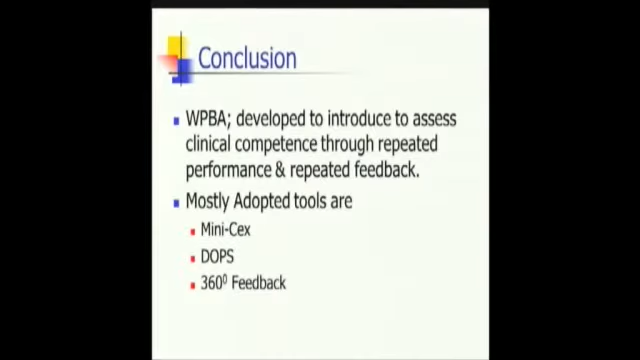 Conclusion
WPBA; developed to introduce to assess
clinical competence through repeated
performance & repeated feedback.
Mostly Adopted tools are
Mini-Cex
DOPS
360⁰ Feedback